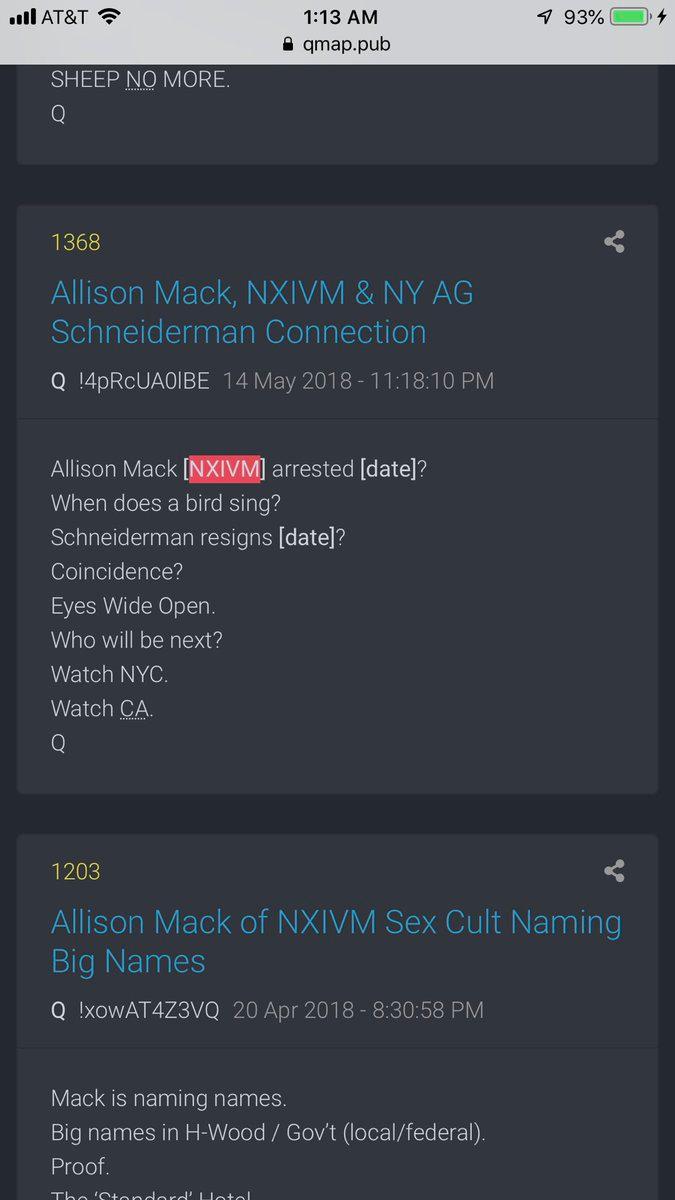 AT&T 1:13 AM 93%
qmap.pub
SHEEP NO MORE.
Q
1368
Allison Mack, NXIVM & NY AG
Schneiderman Connection
Q !4pRcUA0lBE 14 May 2018 - 11:18:10 PM
Allison Mack [NXIVM] arrested [date]?
When does a bird sing?
Schneiderman resigns [date]?
Coincidence?
Eyes Wide Open.
Who will be next?
Watch NYC.
Watch CA.
Q
1203
Allison Mack of NXIVM Sex Cult Naming
Big Names
Q !xowAT4Z3VQ 20 Apr 2018 - 8:30:58 PM
Mack is naming names.
Big names in H-Wood / Gov't (local/federal).
Proof.
The 'Standard' Hotel